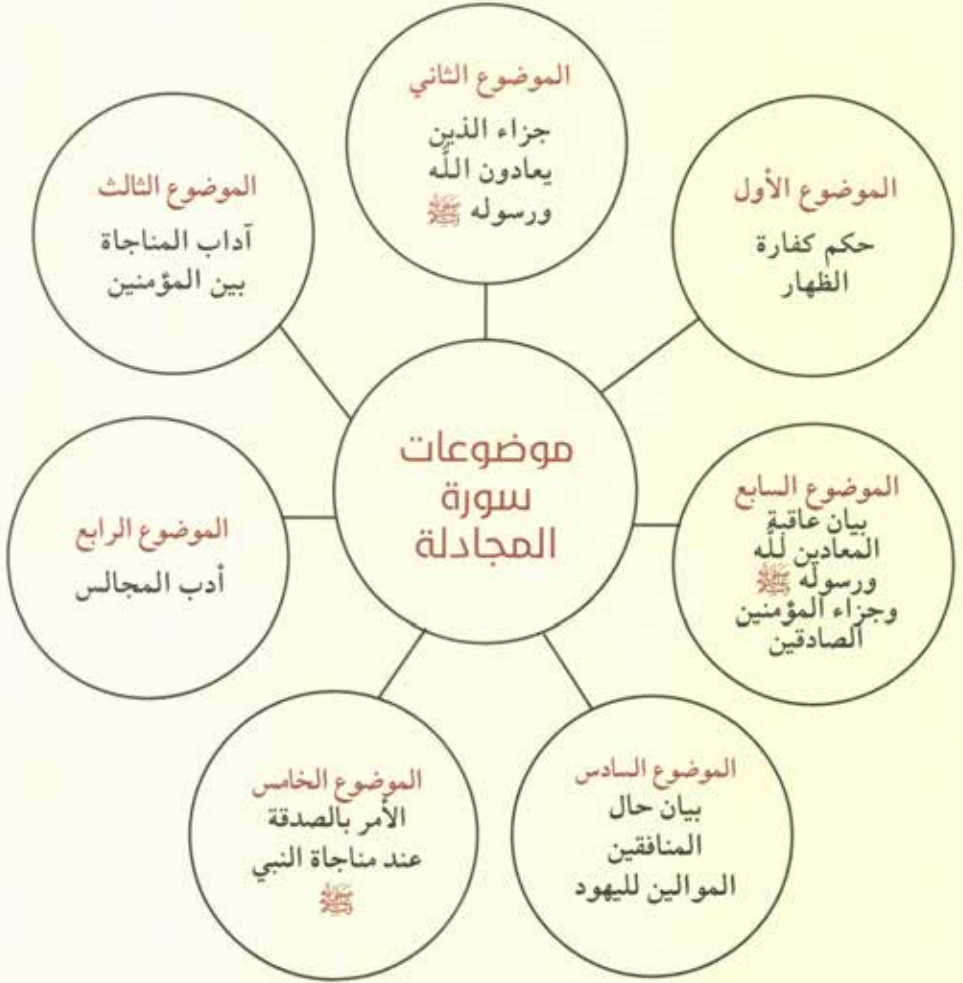 موضوعات
سورة
المجادلة
الموضوع الأول
حكم كفارة
الظهار
الموضوع الثاني
جزاء الذين
يعادون اللَّه
ورسوله ﷺ
الموضوع الثالث
آداب المناجاة
بين المؤمنين
الموضوع الرابع
أدب المجالس
الموضوع الخامس
الأمر بالصدقة
عند مناجاة النبي
ﷺ
الموضوع السادس
بيان حال
المنافقين
الموالين لليهود
الموضوع السابع
بيان عاقبة
المعادين للَّه
ورسوله ﷺ
وجزاء المؤمنين
الصادقين